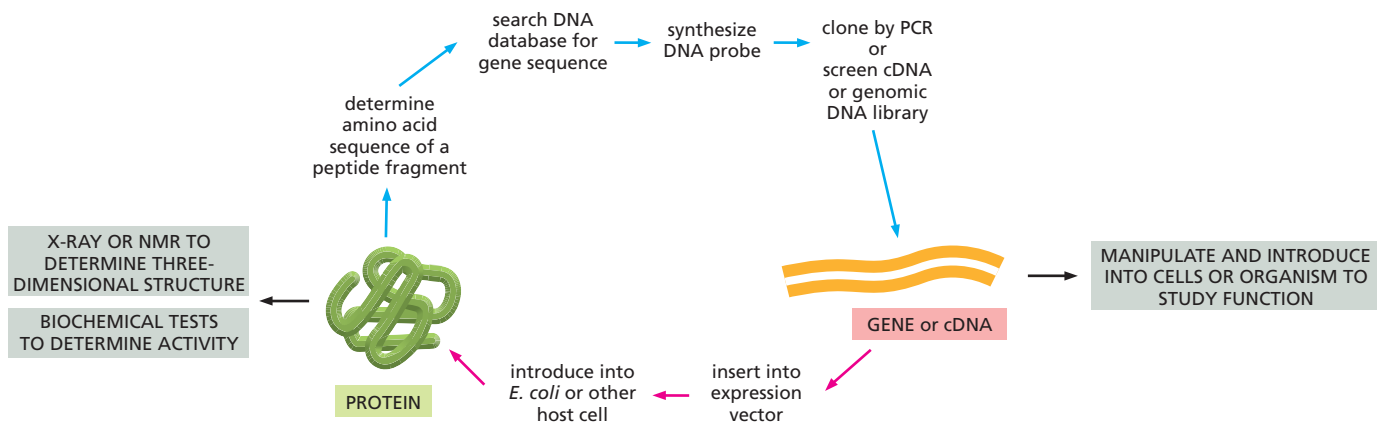 search DNA
database for
gene sequence
synthesize
DNA probe
clone by PCR
or
screen cDNA
or genomic
DNA library
determine
amino acid
sequence of a
peptide fragment
X-RAY OR NMR TO
DETERMINE THREE-
DIMENSIONAL STRUCTURE
BIOCHEMICAL TESTS
TO DETERMINE ACTIVITY
MANIPULATE AND INTRODUCE
INTO CELLS OR ORGANISM TO
STUDY FUNCTION
GENE or cDNA
PROTEIN
introduce into
E. coli or other
host cell
insert into
expression
vector